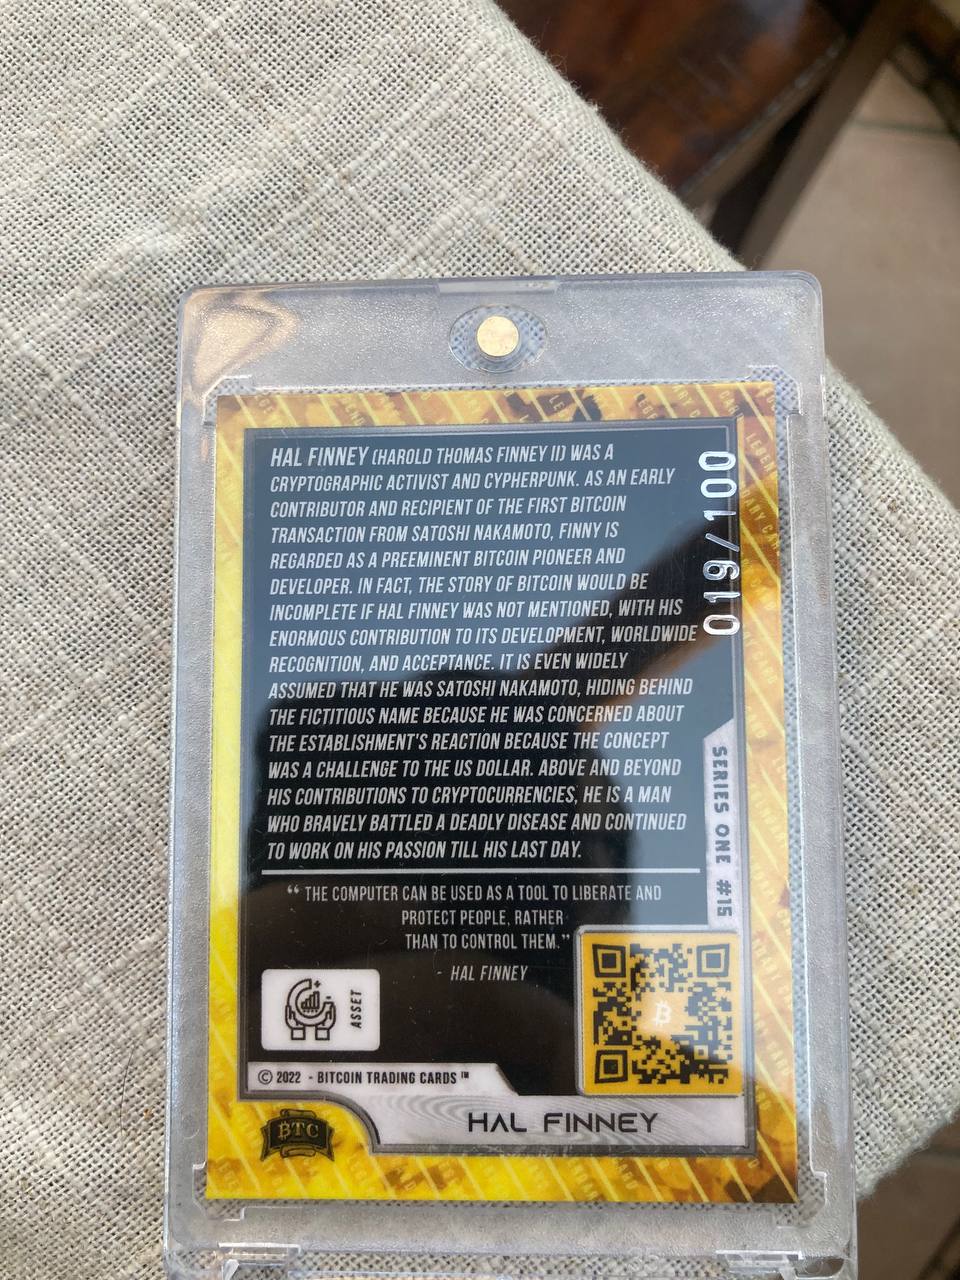 HAL FINNEY (HAROLD THOMAS FINNEY II) WAS A
CRYPTOGRAPHIC ACTIVIST AND CYPHERPUNK. AS AN EARLY
CONTRIBUTOR AND RECIPIENT OF THE FIRST BITCOIN
TRANSACTION FROM SATOSHI NAKAMOTO, FINNY IS
REGARDED AS A PREEMINENT BITCOIN PIONEER AND
DEVELOPER. IN FACT, THE STORY OF BITCOIN WOULD BE
INCOMPLETE IF HAL FINNEY WAS NOT MENTIONED, WITH HIS
ENORMOUS CONTRIBUTION TO ITS DEVELOPMENT, WORLDWIDE
RECOGNITION, AND ACCEPTANCE. IT IS EVEN WIDELY
ASSUMED THAT HE WAS SATOSHI NAKAMOTO, HIDING BEHIND
THE FICTITIOUS NAME BECAUSE HE WAS CONCERNED ABOUT
THE ESTABLISHMENT'S REACTION BECAUSE THE CONCEPT
WAS A CHALLENGE TO THE US DOLLAR. ABOVE AND BEYOND
HIS CONTRIBUTIONS TO CRYPTOCURRENCIES, HE IS A MAN
WHO BRAVELY BATTLED A DEADLY DISEASE AND CONTINUED
TO WORK ON HIS PASSION TILL HIS LAST DAY.
019/100
SERIES ONE #15
“ THE COMPUTER CAN BE USED AS A TOOL TO LIBERATE AND
PROTECT PEOPLE, RATHER
THAN TO CONTROL THEM.”
- HAL FINNEY
ASSET
© 2022 - BITCOIN TRADING CARDS ™
HAL FINNEY
BTC